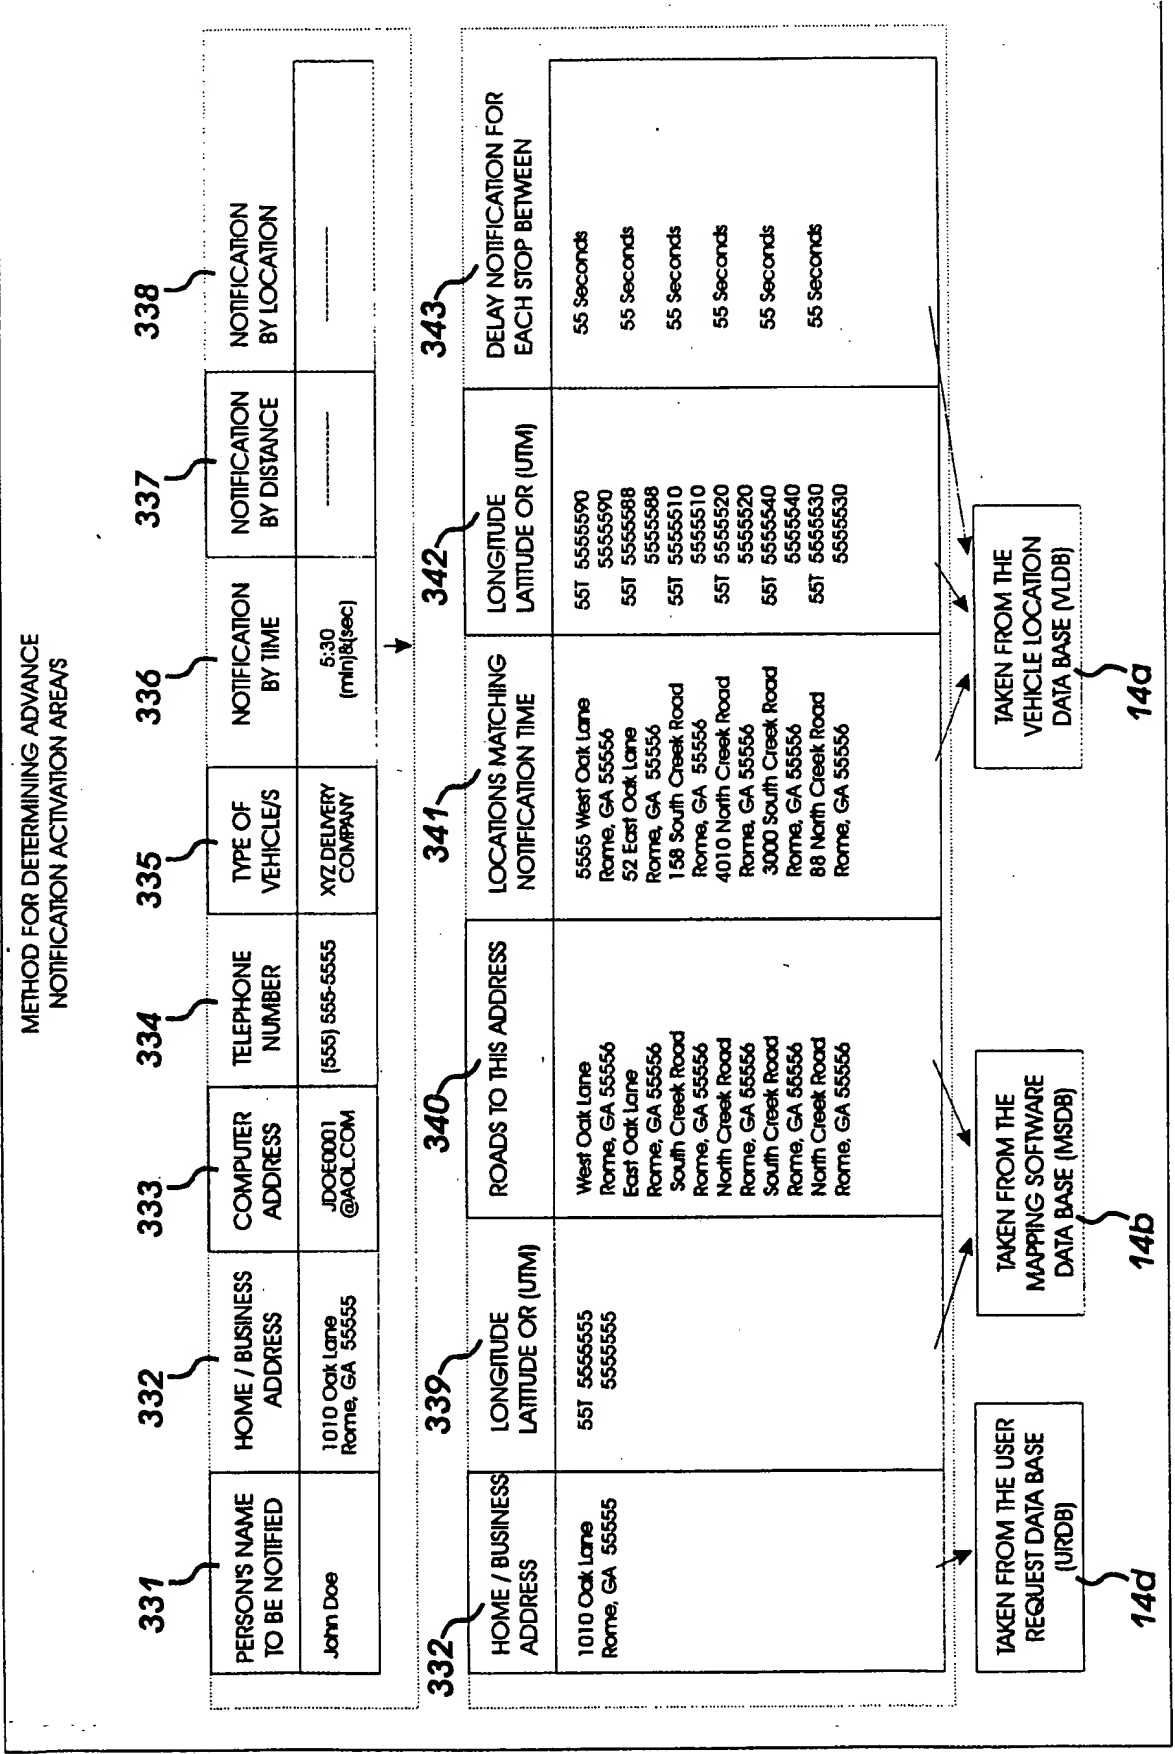 METHOD FOR DETERMINING ADVANCE
NOTIFICATION ACTIVATION AREA/S
331
332
333
334
335
336
337
338
PERSON'S NAME
TO BE NOTIFIED
HOME / BUSINESS
ADDRESS
COMPUTER
ADDRESS
TELEPHONE
NUMBER
TYPE OF
VEHICLE/S
NOTIFICATION
BY TIME
NOTIFICATION
BY DISTANCE
NOTIFICATION
BY LOCATION
John Doe
1010 Oak Lane
Rome, GA 55555
JDOE0001
@AOL.COM
(555) 555-5555
XYZ DELIVERY
COMPANY
5:30
(min)&(sec)
332
339
340
341
342
343
HOME / BUSINESS
ADDRESS
LONGITUDE
LATITUDE OR (UTM)
ROADS TO THIS ADDRESS
LOCATIONS MATCHING
NOTIFICATION TIME
LONGITUDE
LATITUDE OR (UTM)
DELAY NOTIFICATION FOR
EACH STOP BETWEEN
1010 Oak Lane
Rome, GA 55555
55T 5555555
5555555
West Oak Lane
Rome, GA 55556
East Oak Lane
Rome, GA 55556
South Creek Road
Rome, GA 55556
North Creek Road
Rome, GA 55556
South Creek Road
Rome, GA 55556
North Creek Road
Rome, GA 55556
5555 West Oak Lane
Rome, GA 55556
52 East Oak Lane
Rome, GA 55556
158 South Creek Road
Rome, GA 55556
4010 North Creek Road
Rome, GA 55556
3000 South Creek Road
Rome, GA 55556
88 North Creek Road
Rome, GA 55556
55T 5555590
5555590
55T 5555588
5555588
55T 5555510
5555510
55T 5555520
5555520
55T 5555540
5555540
55T 5555530
5555530
55 Seconds
55 Seconds
55 Seconds
55 Seconds
55 Seconds
55 Seconds
TAKEN FROM THE USER
REQUEST DATA BASE
(URDB)
14d
TAKEN FROM THE
MAPPING SOFTWARE
DATA BASE (MSDB)
14b
TAKEN FROM THE
VEHICLE LOCATION
DATA BASE (VLDB)
14a